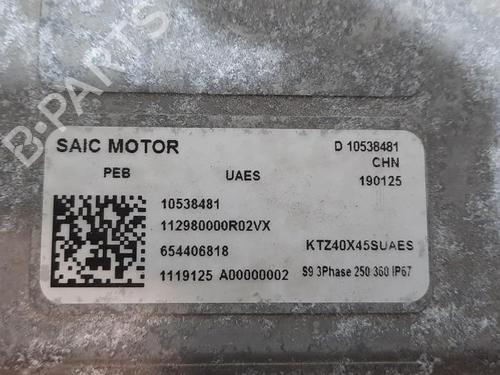 B-PARTS
SAIC MOTOR
D 10538481
PEB
UAES
CHN
190125
10538481
112980000R02VX
654406818
KTZ40X45SUAES
1119125 A00000002
S9 3Phase 250 360 IP67